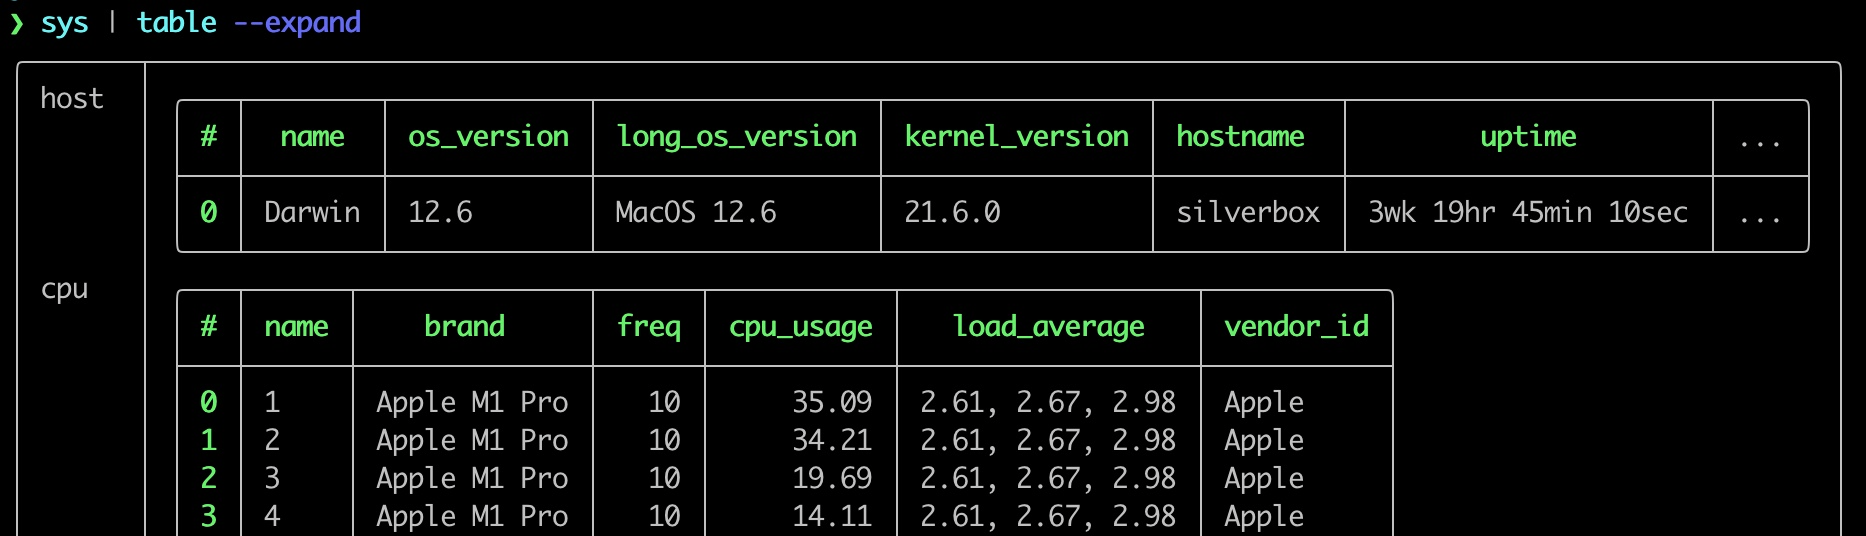 ❯ sys | table --expand
host
# name os_version long_os_version kernel_version hostname uptime ...
0 Darwin 12.6 MacOS 12.6 21.6.0 silverbox 3wk 19hr 45min 10sec ...
cpu
# name brand freq cpu_usage load_average vendor_id
0 1 Apple M1 Pro 10 35.09 2.61, 2.67, 2.98 Apple
1 2 Apple M1 Pro 10 34.21 2.61, 2.67, 2.98 Apple
2 3 Apple M1 Pro 10 19.69 2.61, 2.67, 2.98 Apple
3 4 Apple M1 Pro 10 14.11 2.61, 2.67, 2.98 Apple